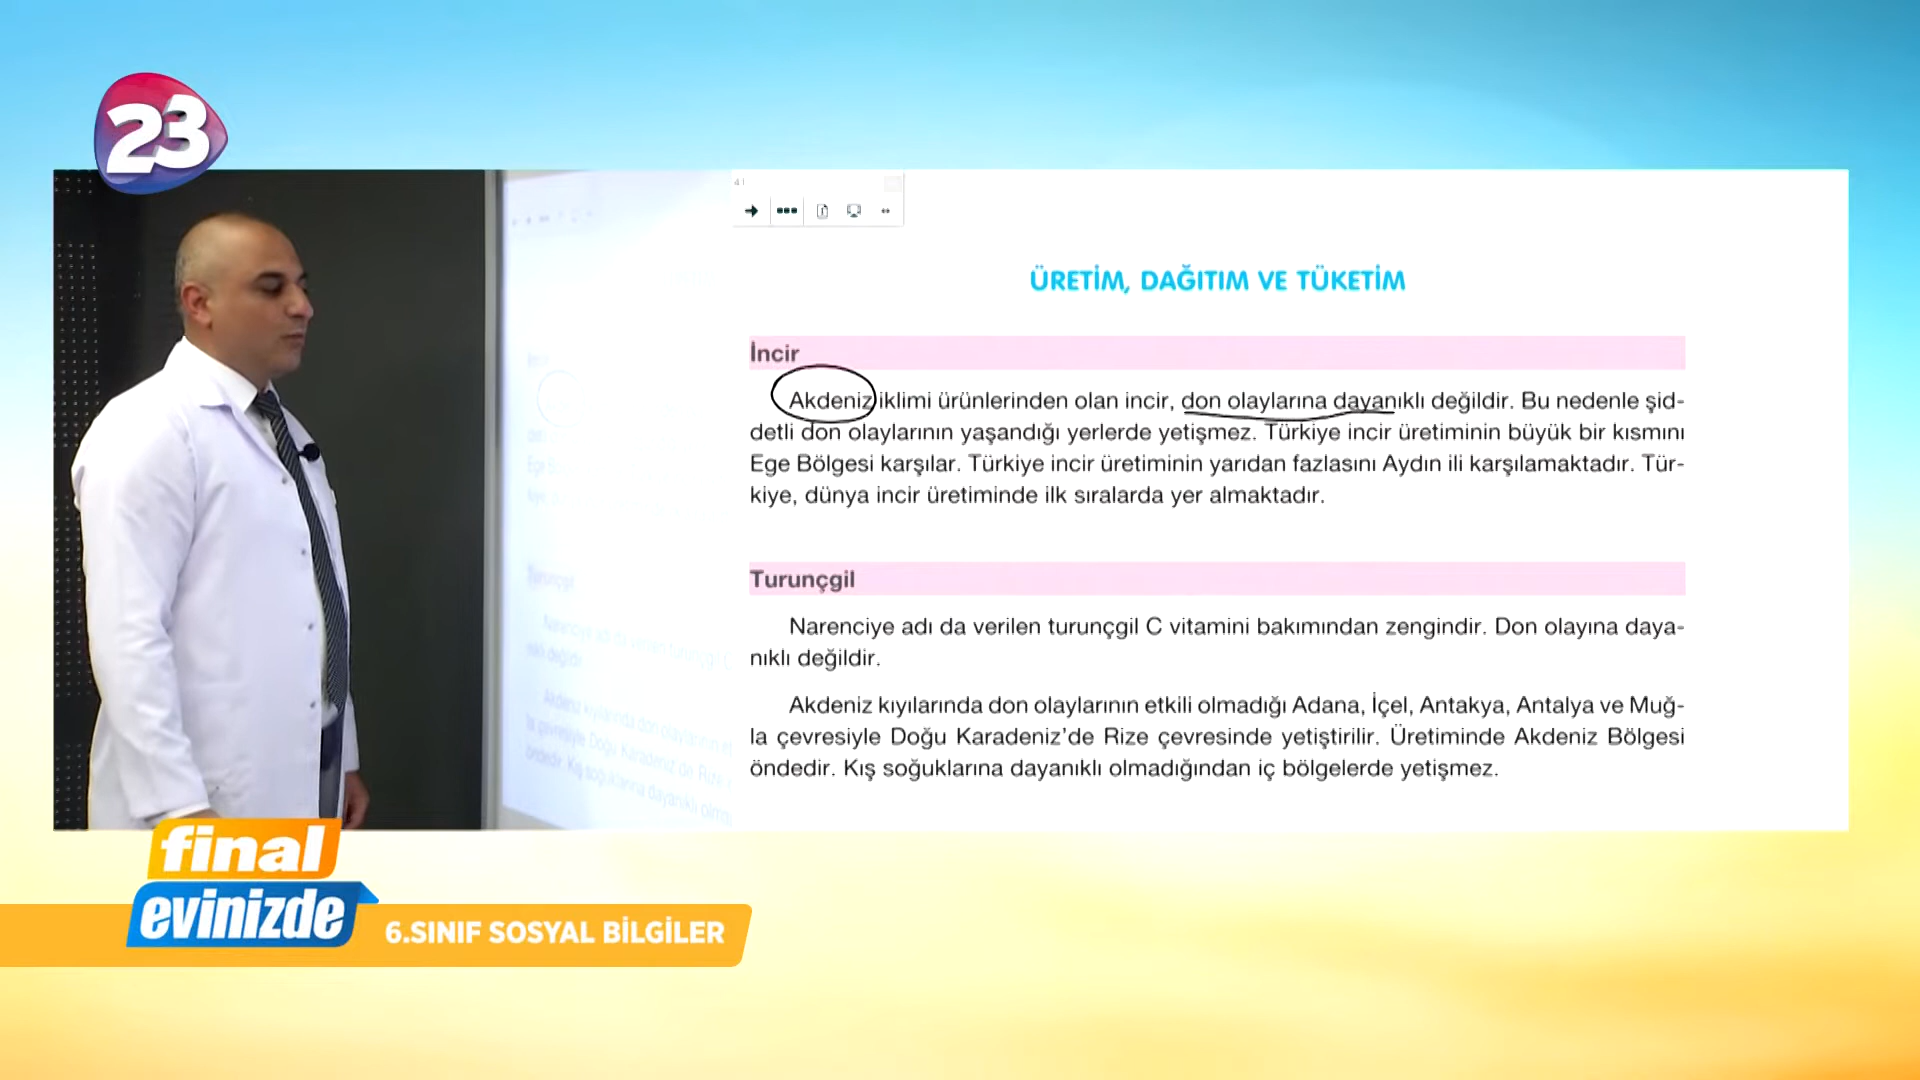 23
ÜRETİM, DAĞITIM VE TÜKETİM
İncir
Akdeniz iklimi ürünlerinden olan incir, don olaylarına dayanıklı değildir. Bu nedenle şid-
detli don olaylarının yaşandığı yerlerde yetişmez. Türkiye incir üretiminin büyük bir kısmını
Ege Bölgesi karşılar. Türkiye incir üretiminin yarıdan fazlasını Aydın ili karşılamaktadır. Tür-
kiye, dünya incir üretiminde ilk sıralarda yer almaktadır.
Turunçgil
Narenciye adı da verilen turunçgil C vitamini bakımından zengindir. Don olayına daya-
nıklı değildir.
Akdeniz kıyılarında don olaylarının etkili olmadığı Adana, İçel, Antakya, Antalya ve Muğ-
la çevresiyle Doğu Karadeniz'de Rize çevresinde yetiştirilir. Üretiminde Akdeniz Bölgesi
öndedir. Kış soğuklarına dayanıklı olmadığından iç bölgelerde yetişmez.
final
evinizde
6.SINIF SOSYAL BİLGİLER